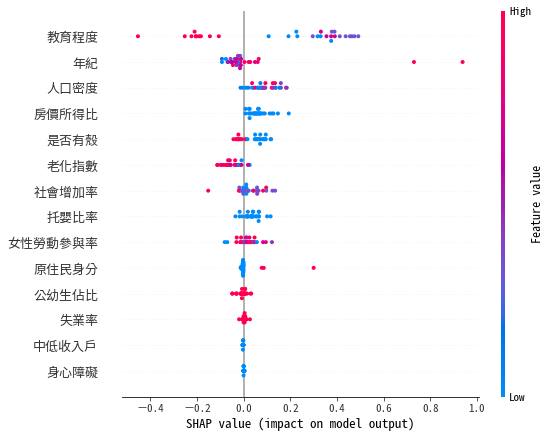 High
教育程度
年紀
人口密度
房價所得比
是否有殼
老化指數
社會增加率
托嬰比率
女性勞動參與率
原住民身分
公幼生佔比
失業率
中低收入戶
身心障礙
Feature value
Low
−0.4 −0.2 0.0 0.2 0.4 0.6 0.8 1.0
SHAP value (impact on model output)